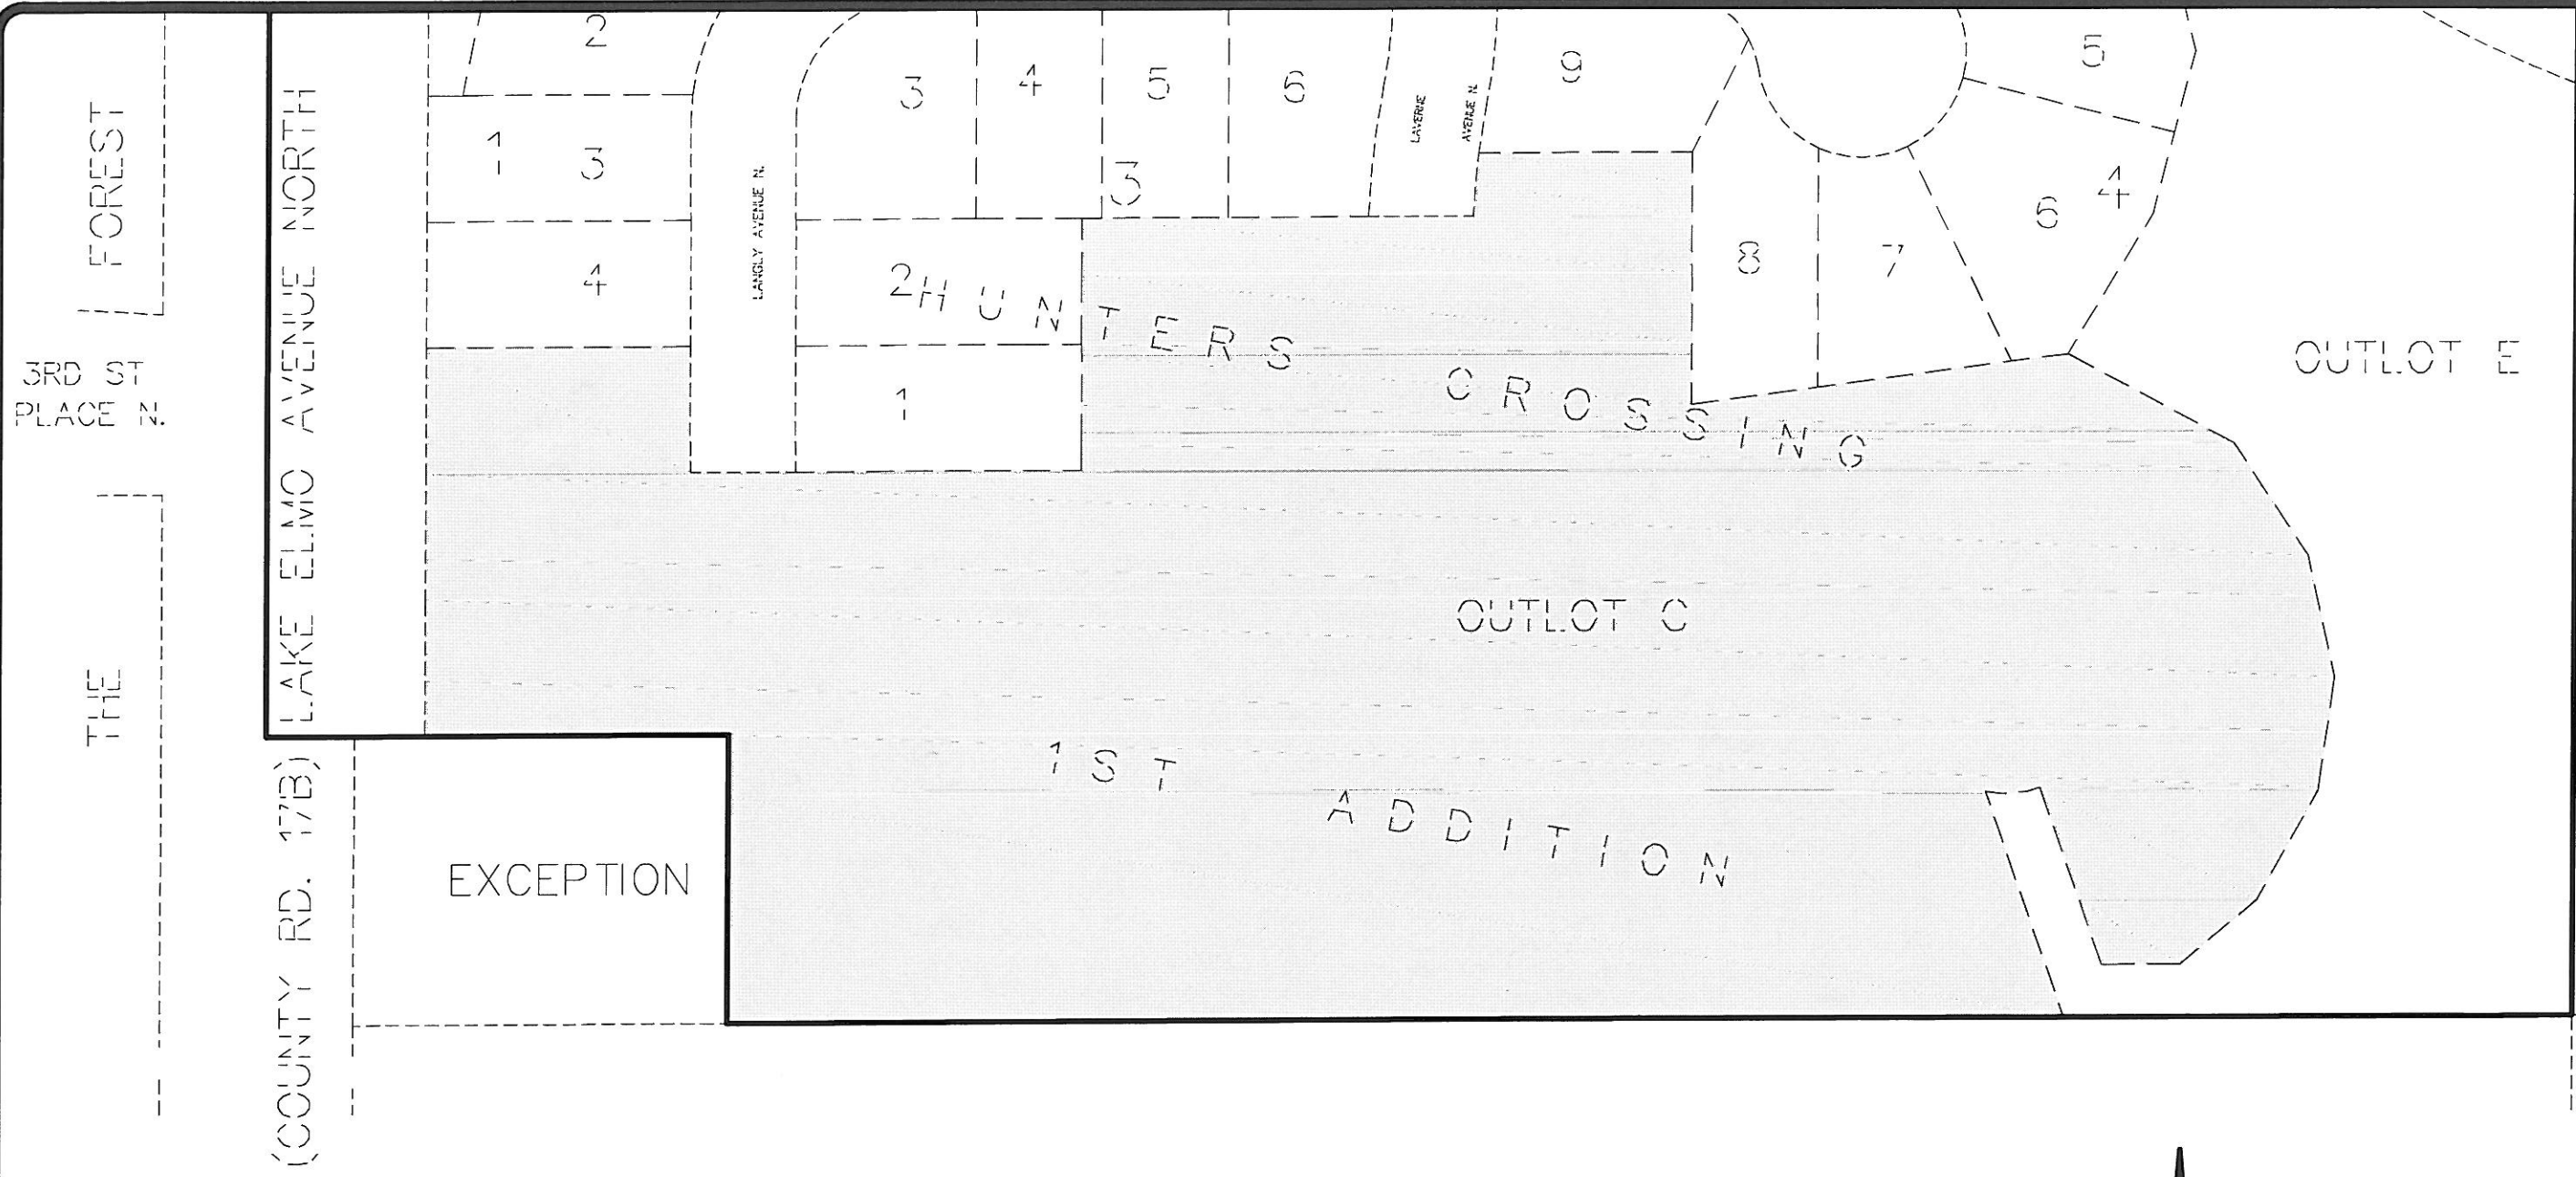 2
3
4
5
6
9
5
FOREST
LAKE ELMO AVENUE NORTH
1
3
LANGLY AVENUE N.
3
LAVERNE
AVENUE N.
6
4
4
2
8
7
HUNTERS CROSSING
3RD ST
PLACE N.
1
OUTLOT E
OUTLOT C
THE
1ST ADDITION
(COUNTY RD. 17B)
EXCEPTION